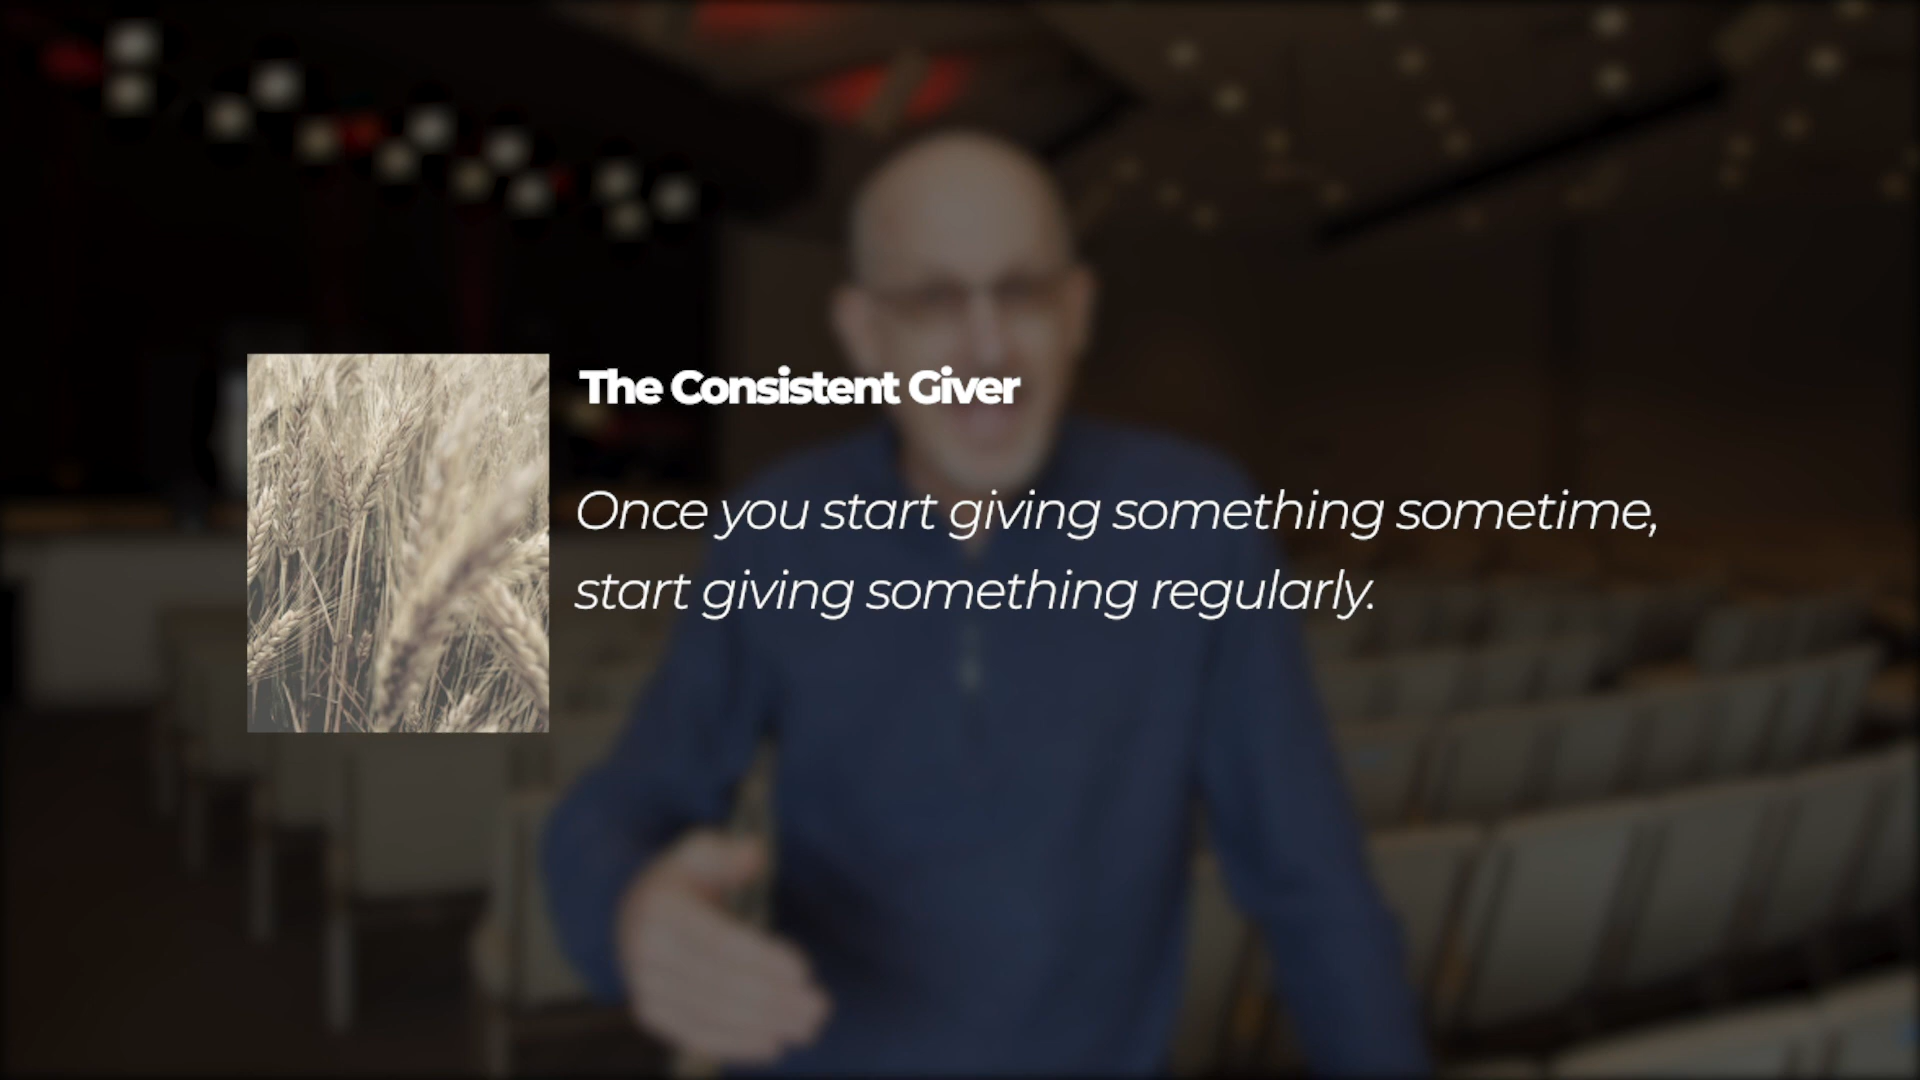 The Consistent Giver
Once you start giving something sometime,
start giving something regularly.